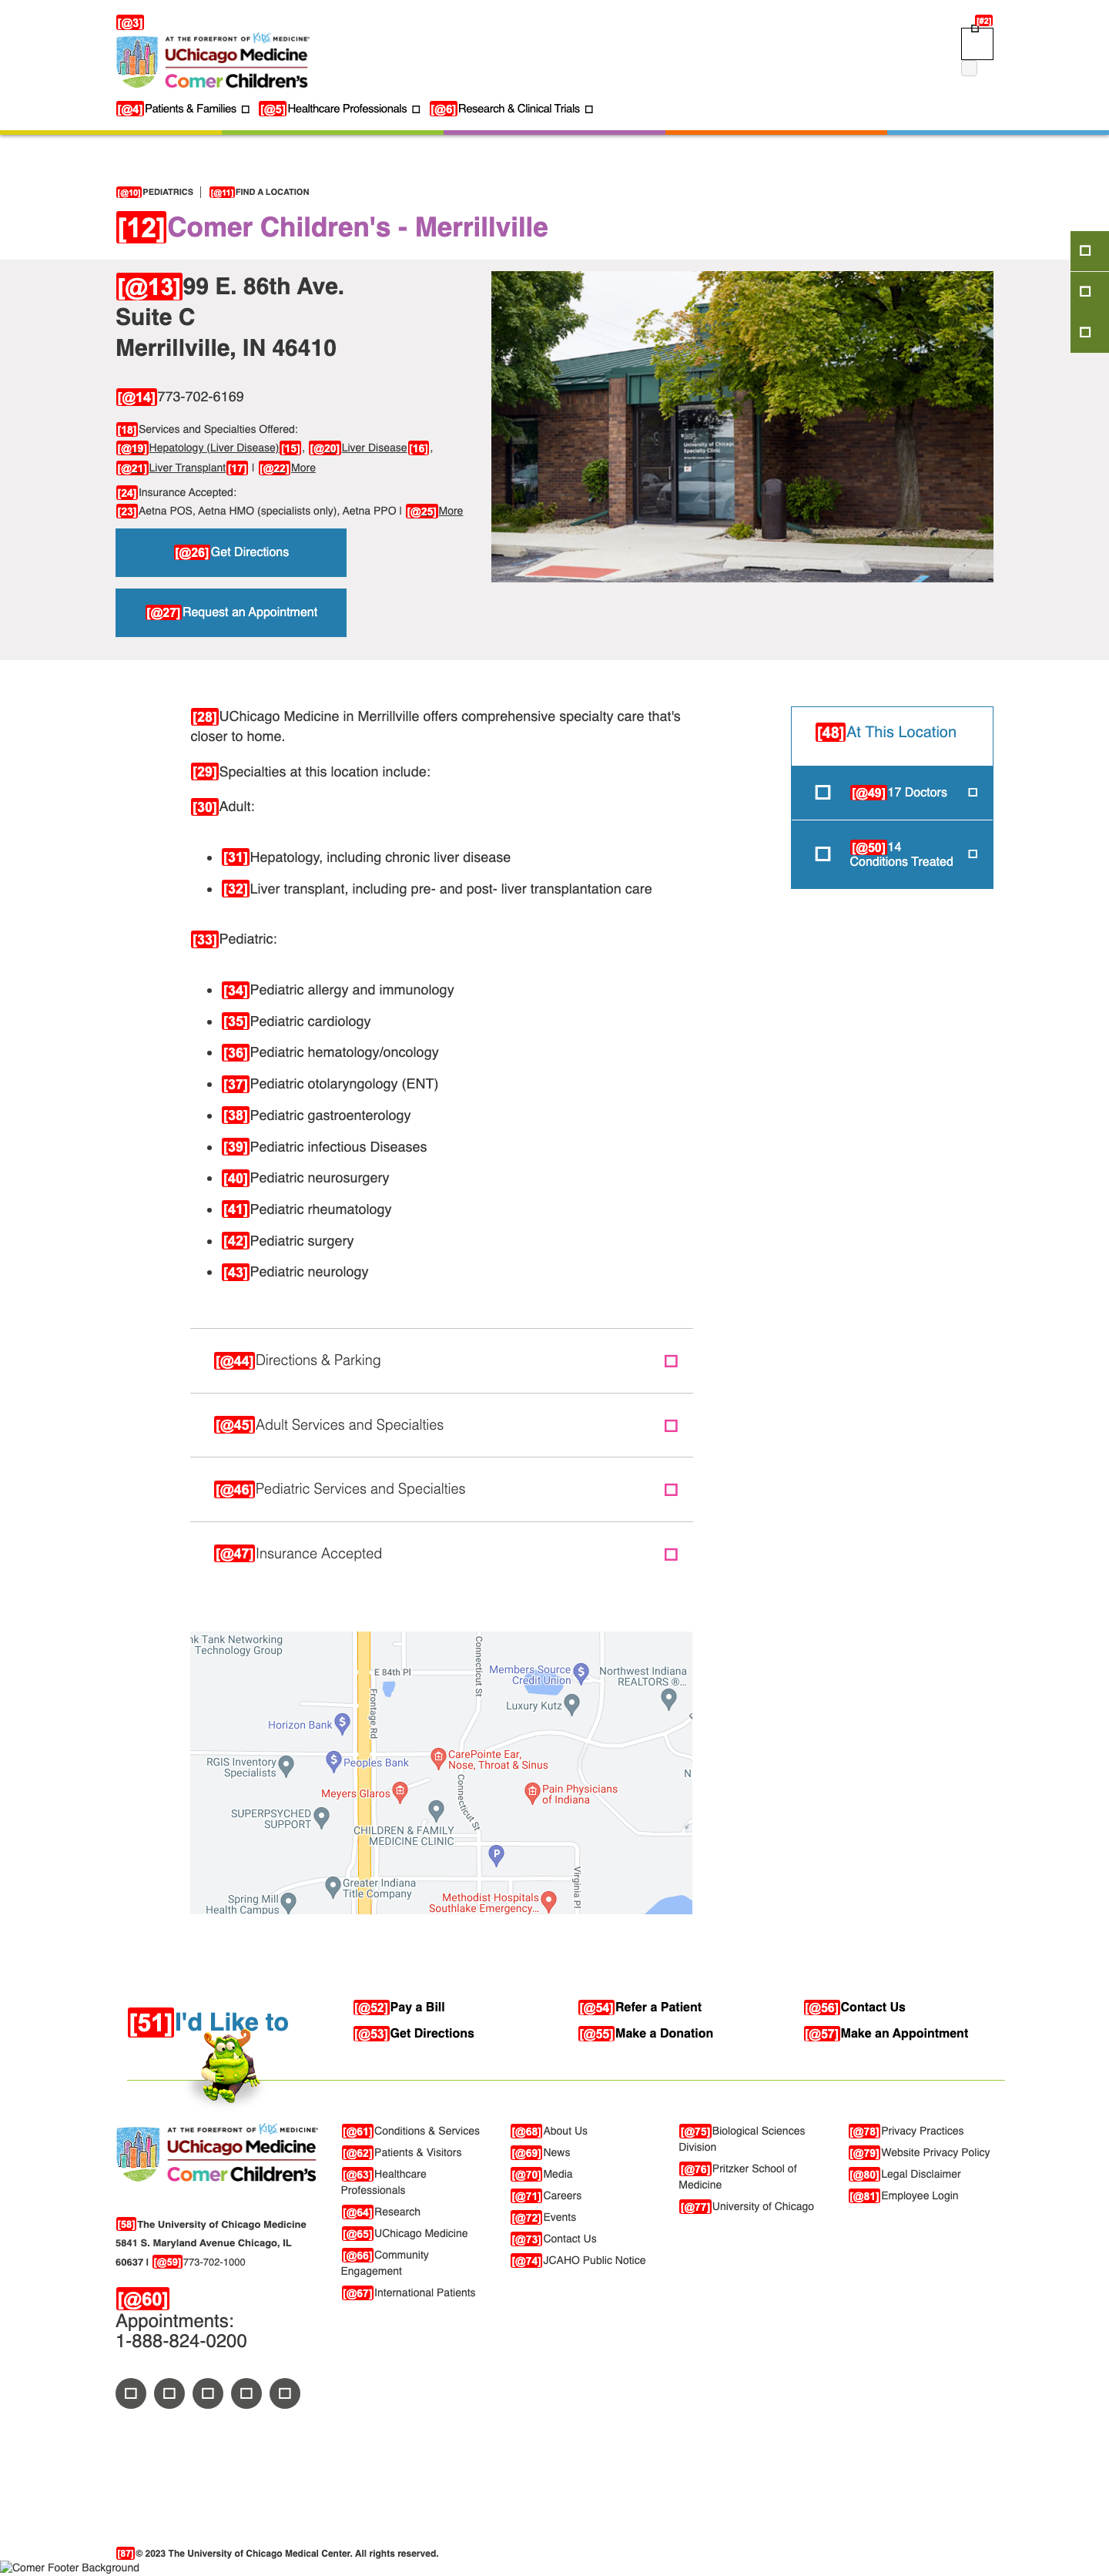 [@3]
[#2]
AT THE FOREFRONT OF KIDS MEDICINE®
UChicago Medicine
Comer Children's
[@4]Patients & Families
[@5]Healthcare Professionals
[@6]Research & Clinical Trials
[@10]PEDIATRICS | [@11]FIND A LOCATION
[12]Comer Children's - Merrillville
[@13]99 E. 86th Ave.
Suite C
Merrillville, IN 46410
[@14]773-702-6169
[18]Services and Specialties Offered:
[@19]Hepatology (Liver Disease)[15], [@20]Liver Disease[16],
[@21]Liver Transplant[17] | [@22]More
[24]Insurance Accepted:
[23]Aetna POS, Aetna HMO (specialists only), Aetna PPO | [@25]More
[@26]Get Directions
[@27]Request an Appointment
University of Chicago
Specialty Clinic
[28]UChicago Medicine in Merrillville offers comprehensive specialty care that's
closer to home.
[29]Specialties at this location include:
[30]Adult:
[31]Hepatology, including chronic liver disease
[32]Liver transplant, including pre- and post- liver transplantation care
[33]Pediatric:
[34]Pediatric allergy and immunology
[35]Pediatric cardiology
[36]Pediatric hematology/oncology
[37]Pediatric otolaryngology (ENT)
[38]Pediatric gastroenterology
[39]Pediatric infectious Diseases
[40]Pediatric neurosurgery
[41]Pediatric rheumatology
[42]Pediatric surgery
[43]Pediatric neurology
[48]At This Location
[@49]17 Doctors
[@50]14
Conditions Treated
[@44]Directions & Parking
[@45]Adult Services and Specialties
[@46]Pediatric Services and Specialties
[@47]Insurance Accepted
nk Tank Networking
Technology Group
E 84th Pl
Connecticut St
Members Source
Credit Union
Northwest Indiana
REALTORS ®...
Frontage Rd
Luxury Kutz
Horizon Bank
RGIS Inventory
Specialists
Peoples Bank
CarePointe Ear,
Nose, Throat & Sinus
N
Meyers Glaros
Connecticut St
Pain Physicians
of Indiana
SUPERPSYCHED
SUPPORT
CHILDREN & FAMILY
MEDICINE CLINIC
P
Virginia Pl
Greater Indiana
Title Company
Spring Mill
Health Campus
Methodist Hospitals
Southlake Emergency...
[51]I'd Like to
[@52]Pay a Bill
[@53]Get Directions
[@54]Refer a Patient
[@55]Make a Donation
[@56]Contact Us
[@57]Make an Appointment
AT THE FOREFRONT OF KIDS MEDICINE®
UChicago Medicine
Comer Children's
[58]The University of Chicago Medicine
5841 S. Maryland Avenue Chicago, IL
60637 | [@59]773-702-1000
[@60]
Appointments:
1-888-824-0200
[@61]Conditions & Services
[@62]Patients & Visitors
[@63]Healthcare
Professionals
[@64]Research
[@65]UChicago Medicine
[@66]Community
Engagement
[@67]International Patients
[@68]About Us
[@69]News
[@70]Media
[@71]Careers
[@72]Events
[@73]Contact Us
[@74]JCAHO Public Notice
[@75]Biological Sciences
Division
[@76]Pritzker School of
Medicine
[@77]University of Chicago
[@78]Privacy Practices
[@79]Website Privacy Policy
[@80]Legal Disclaimer
[@81]Employee Login
[87]© 2023 The University of Chicago Medical Center. All rights reserved.
Comer Footer Background